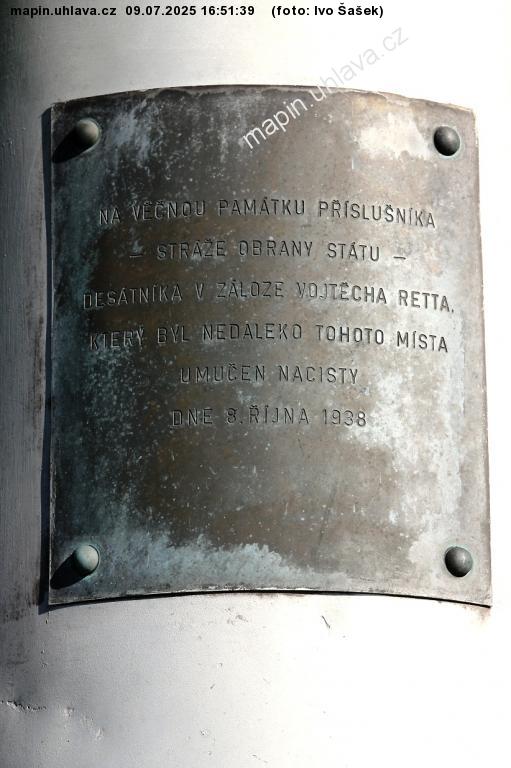 mapin.uhlava.cz 09.07.2025 16:51:39 (foto: Ivo Šašek)
mapin.uhlava.cz
NA VĚČNOU PAMÁTKU PŘÍSLUŠNÍKA
– STRÁŽE OBRANY STÁTU –
DESÁTNÍKA V ZÁLOZE VOJTĚCHA RETTA,
KTERÝ BYL NEDALEKO TOHOTO MÍSTA
UMUČEN NACISTY
DNE 8. ŘÍJNA 1938